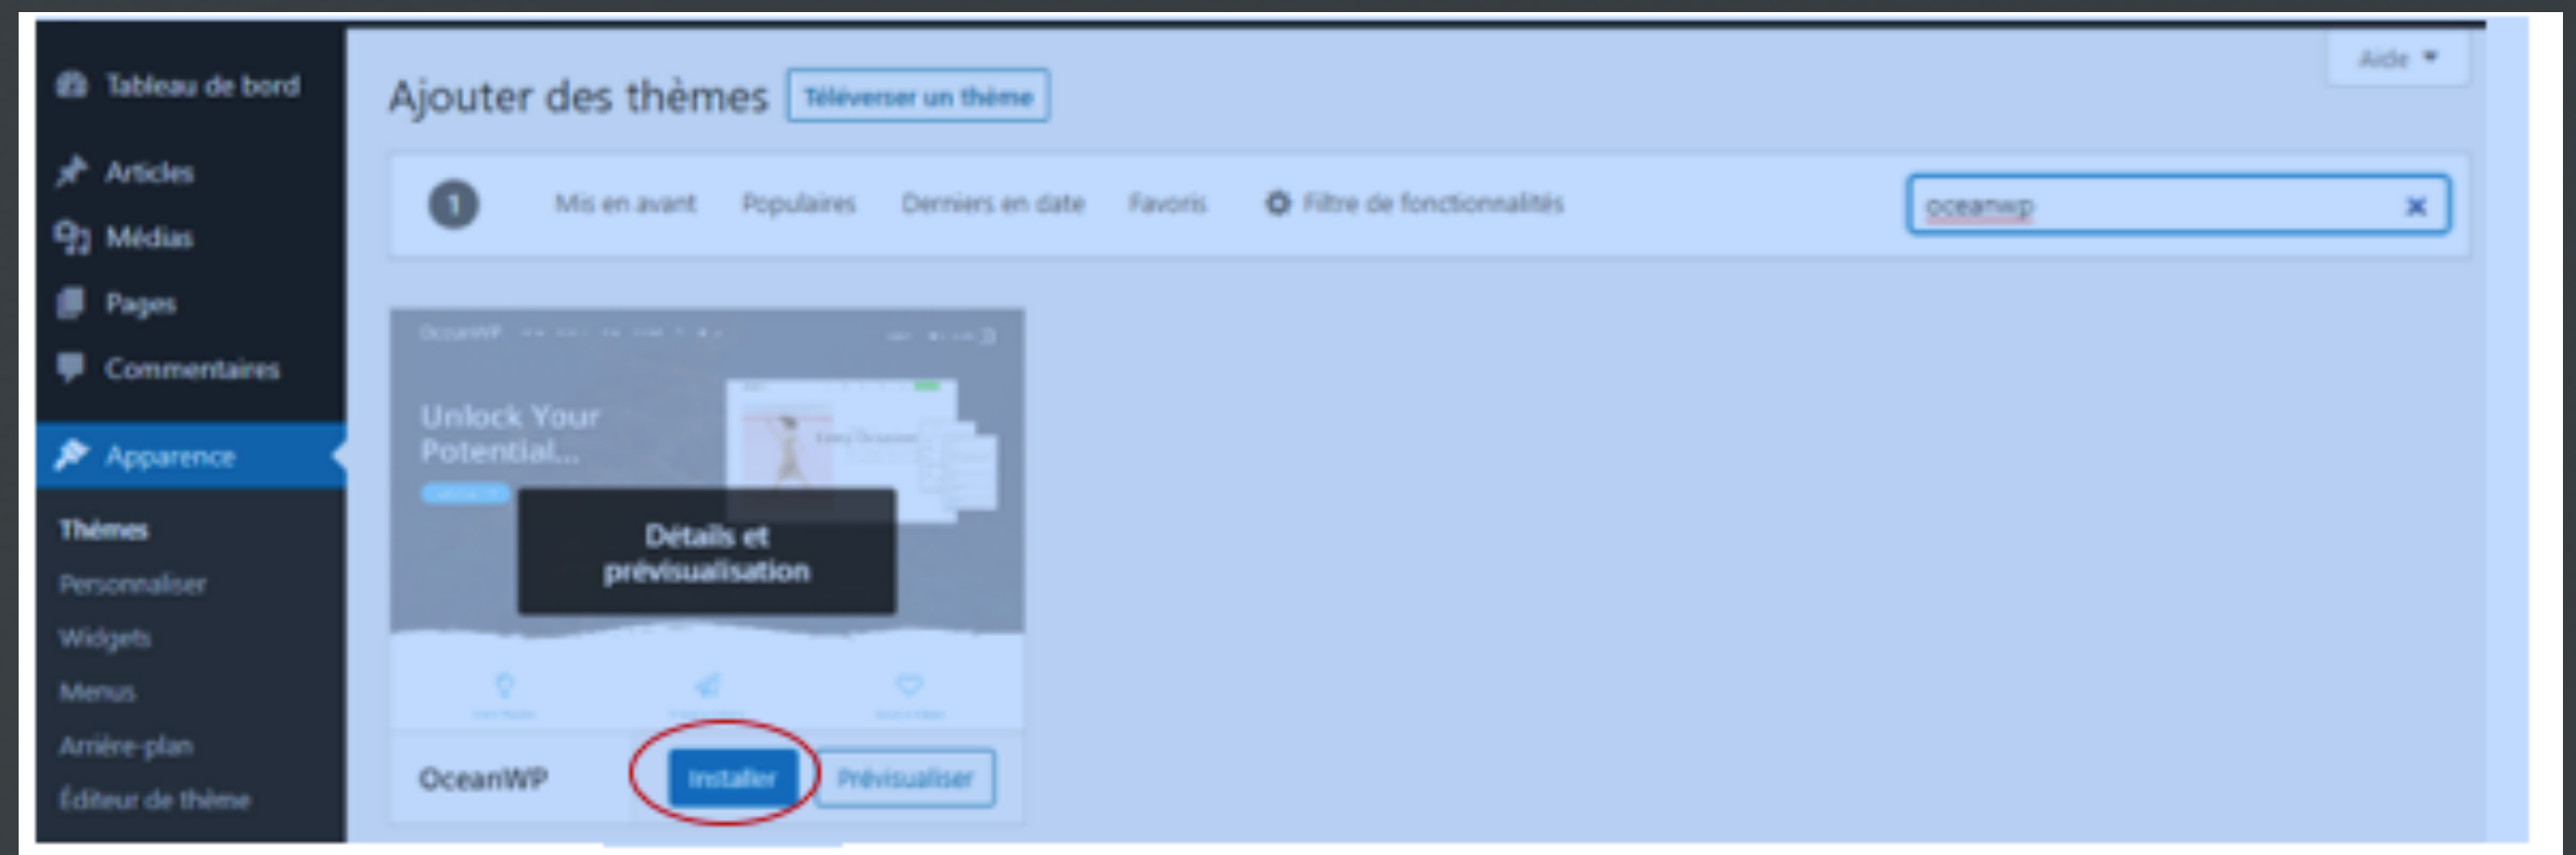 Tableau de bord
Articles
Médias
Pages
Commentaires
Apparence
Thèmes
Personnaliser
Widgets
Menus
Arrière-plan
Éditeur de thème
Aide
Ajouter des thèmes Téléverser un thème
1 Mis en avant Populaires Derniers en date Favoris Filtre de fonctionnalités oceanwp
OceanWP
Unlock Your
Potential...
Détails et
prévisualisation
OceanWP Installer Prévisualiser